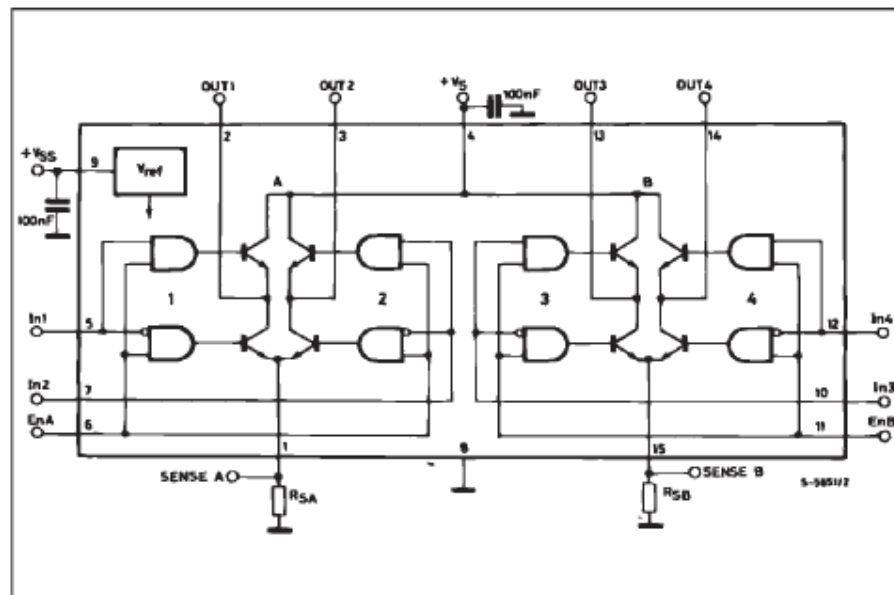 OUT1 OUT2 +VS 100nF OUT3 OUT4
2 3 4 13 14
+VSS 9 Vref
A B
100nF
1 2 3 4
In1 5 12 In4
In2 7 10 In3
EnA 6 11 EnB
1 8 15
SENSE A SENSE B S-5851/2
RSA RSB